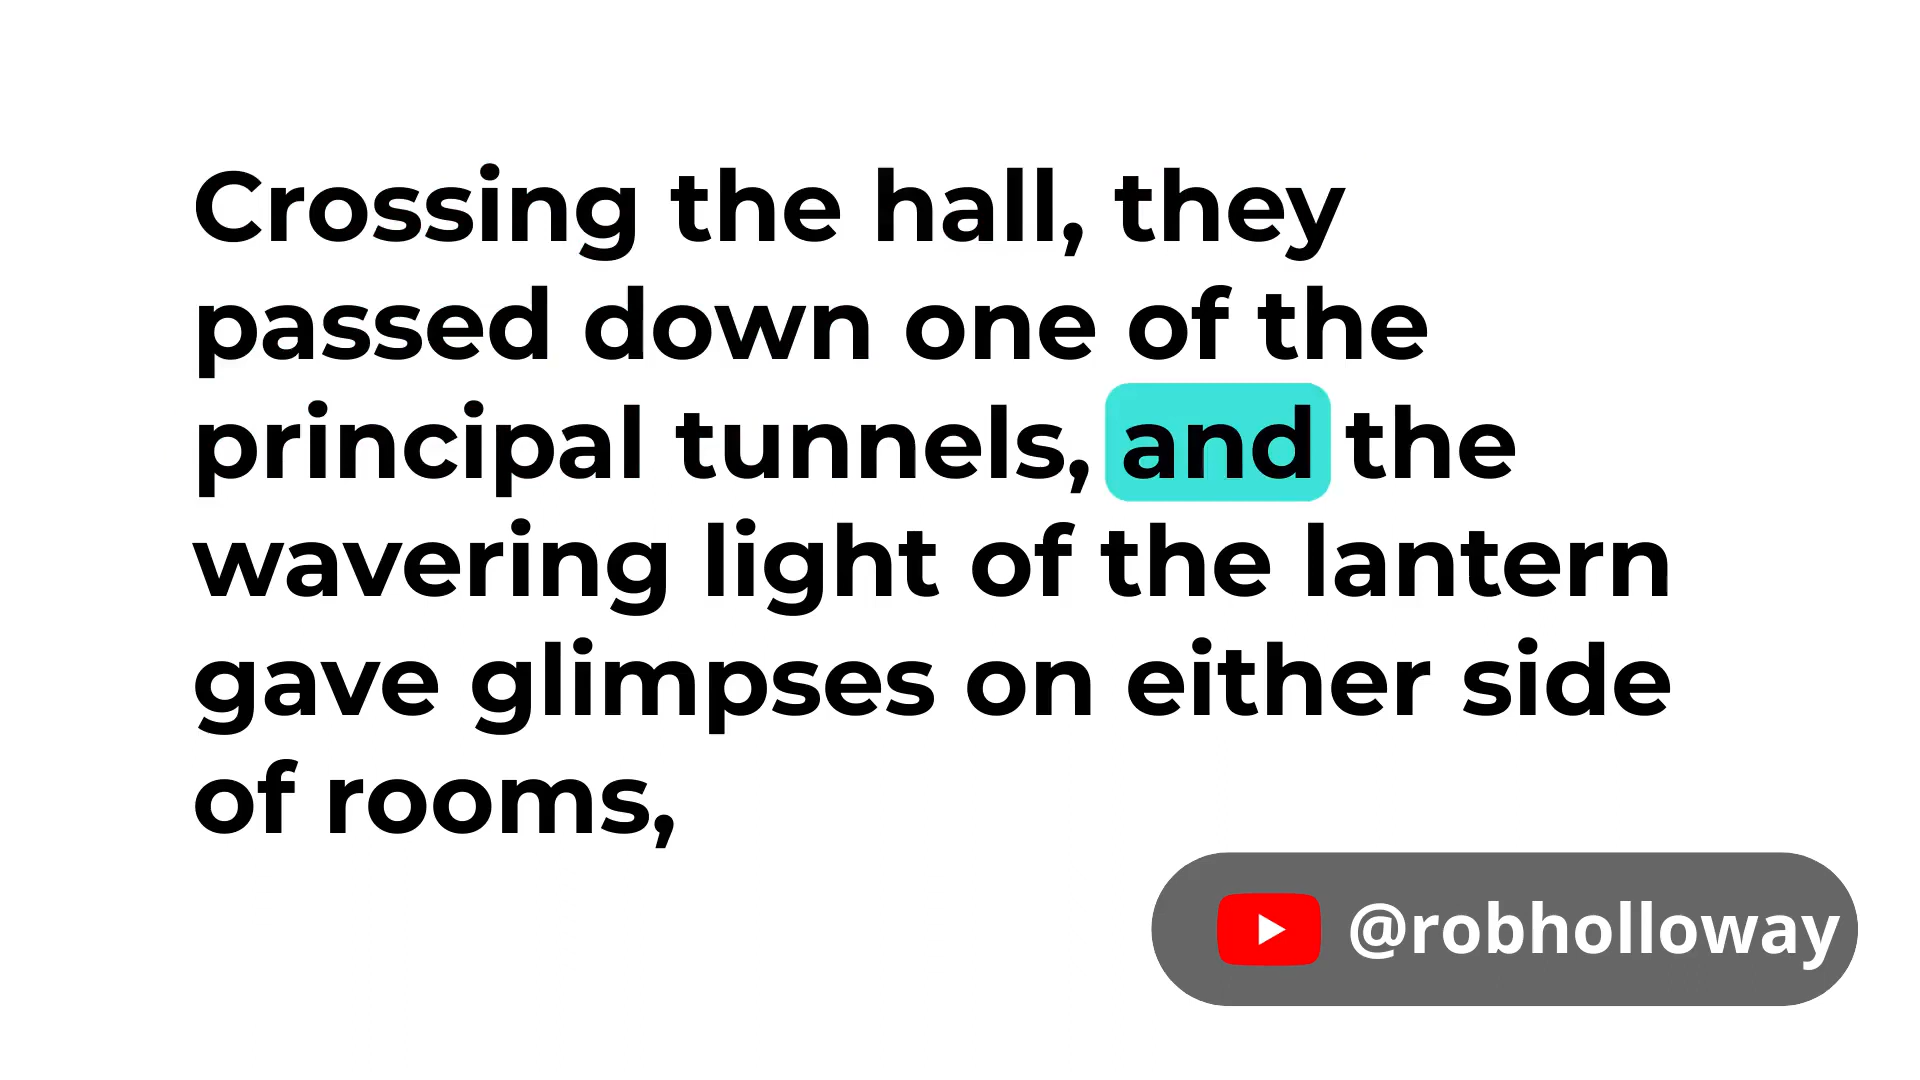 Crossing the hall, they
passed down one of the
principal tunnels, and the
wavering light of the lantern
gave glimpses on either side
of rooms,
@robholloway